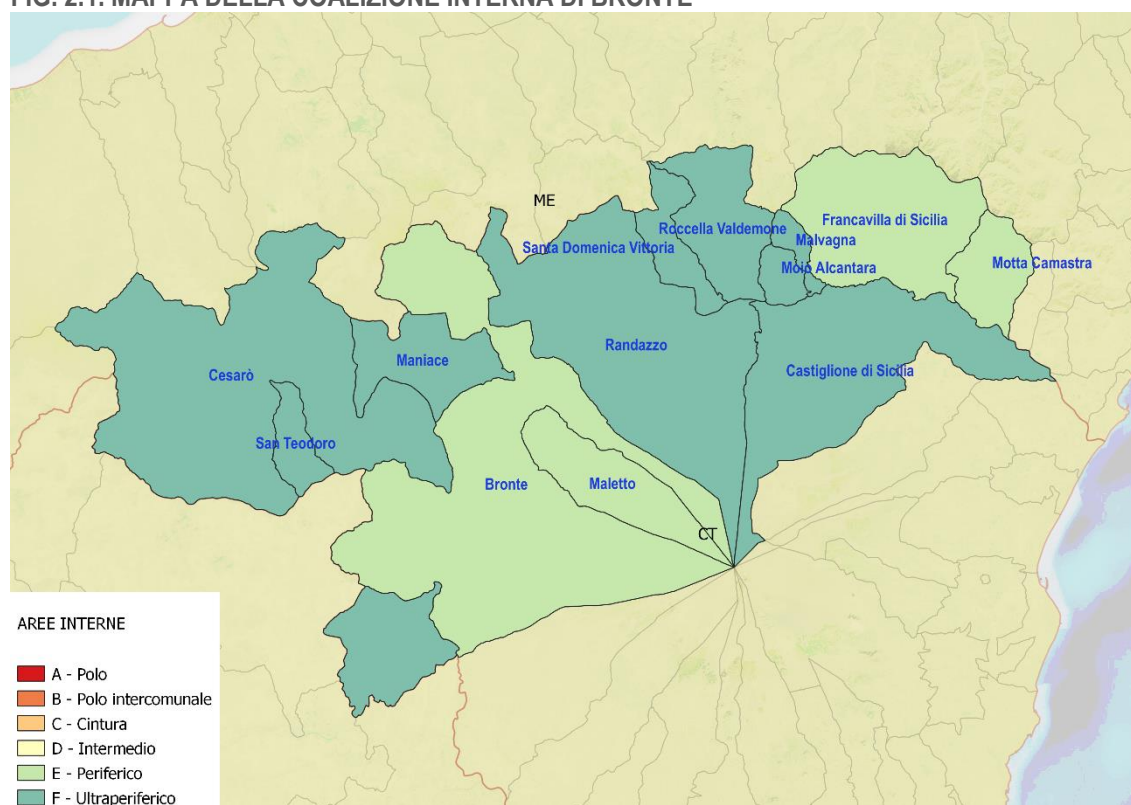 FIG. 2.1. MAPPA DELLA COALIZIONE INTERNA DI BRONTE
ME
Francavilla di Sicilia
Roccella Valdemone
Malvagna
Santa Domenica Vittoria
Motta Camastra
Moio Alcantara
Randazzo
Maniace
Castiglione di Sicilia
Cesarò
San Teodoro
Bronte
Maletto
CT
AREE INTERNE
A - Polo
B - Polo intercomunale
C - Cintura
D - Intermedio
E - Periferico
F - Ultraperiferico